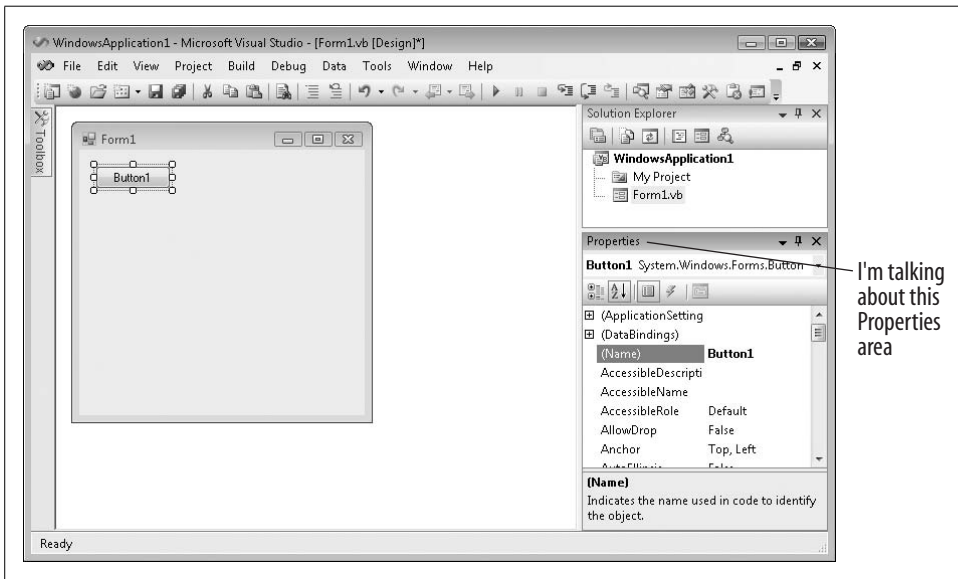 WindowsApplication1 - Microsoft Visual Studio - [Form1.vb [Design]*]
File Edit View Project Build Debug Data Tools Window Help
Toolbox
Form1
Button1
Solution Explorer
WindowsApplication1
My Project
Form1.vb
Properties
Button1 System.Windows.Forms.Button
(ApplicationSetting
(DataBindings)
(Name) Button1
AccessibleDescripti
AccessibleName
AccessibleRole Default
AllowDrop False
Anchor Top, Left
(Name)
Indicates the name used in code to identify
the object.
Ready
I'm talking
about this
Properties
area